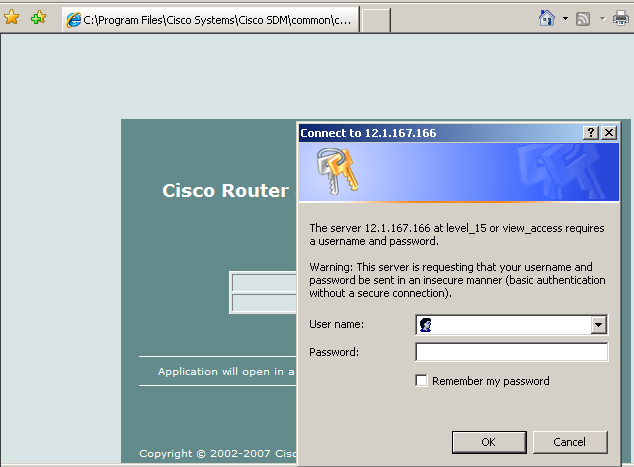 C:\Program Files\Cisco Systems\Cisco SDM\common\c...
Connect to 12.1.167.166
Cisco Router
The server 12.1.167.166 at level_15 or view_access requires
a username and password.
Warning: This server is requesting that your username and
password be sent in an insecure manner (basic authentication
without a secure connection).
User name:
Password:
Remember my password
Application will open in a
OK
Cancel
Copyright © 2002-2007 Cisc